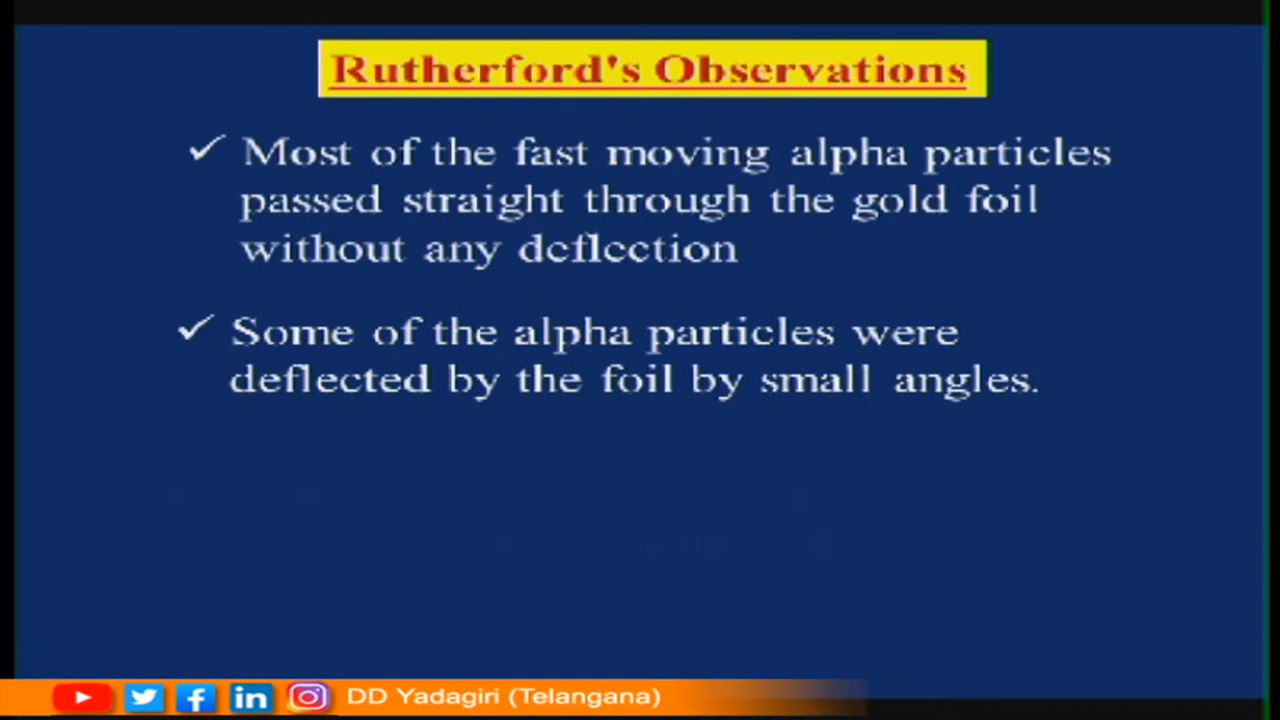 Rutherford's Observations
✓ Most of the fast moving alpha particles
passed straight through the gold foil
without any deflection
✓ Some of the alpha particles were
deflected by the foil by small angles.
DD Yadagiri (Telangana)